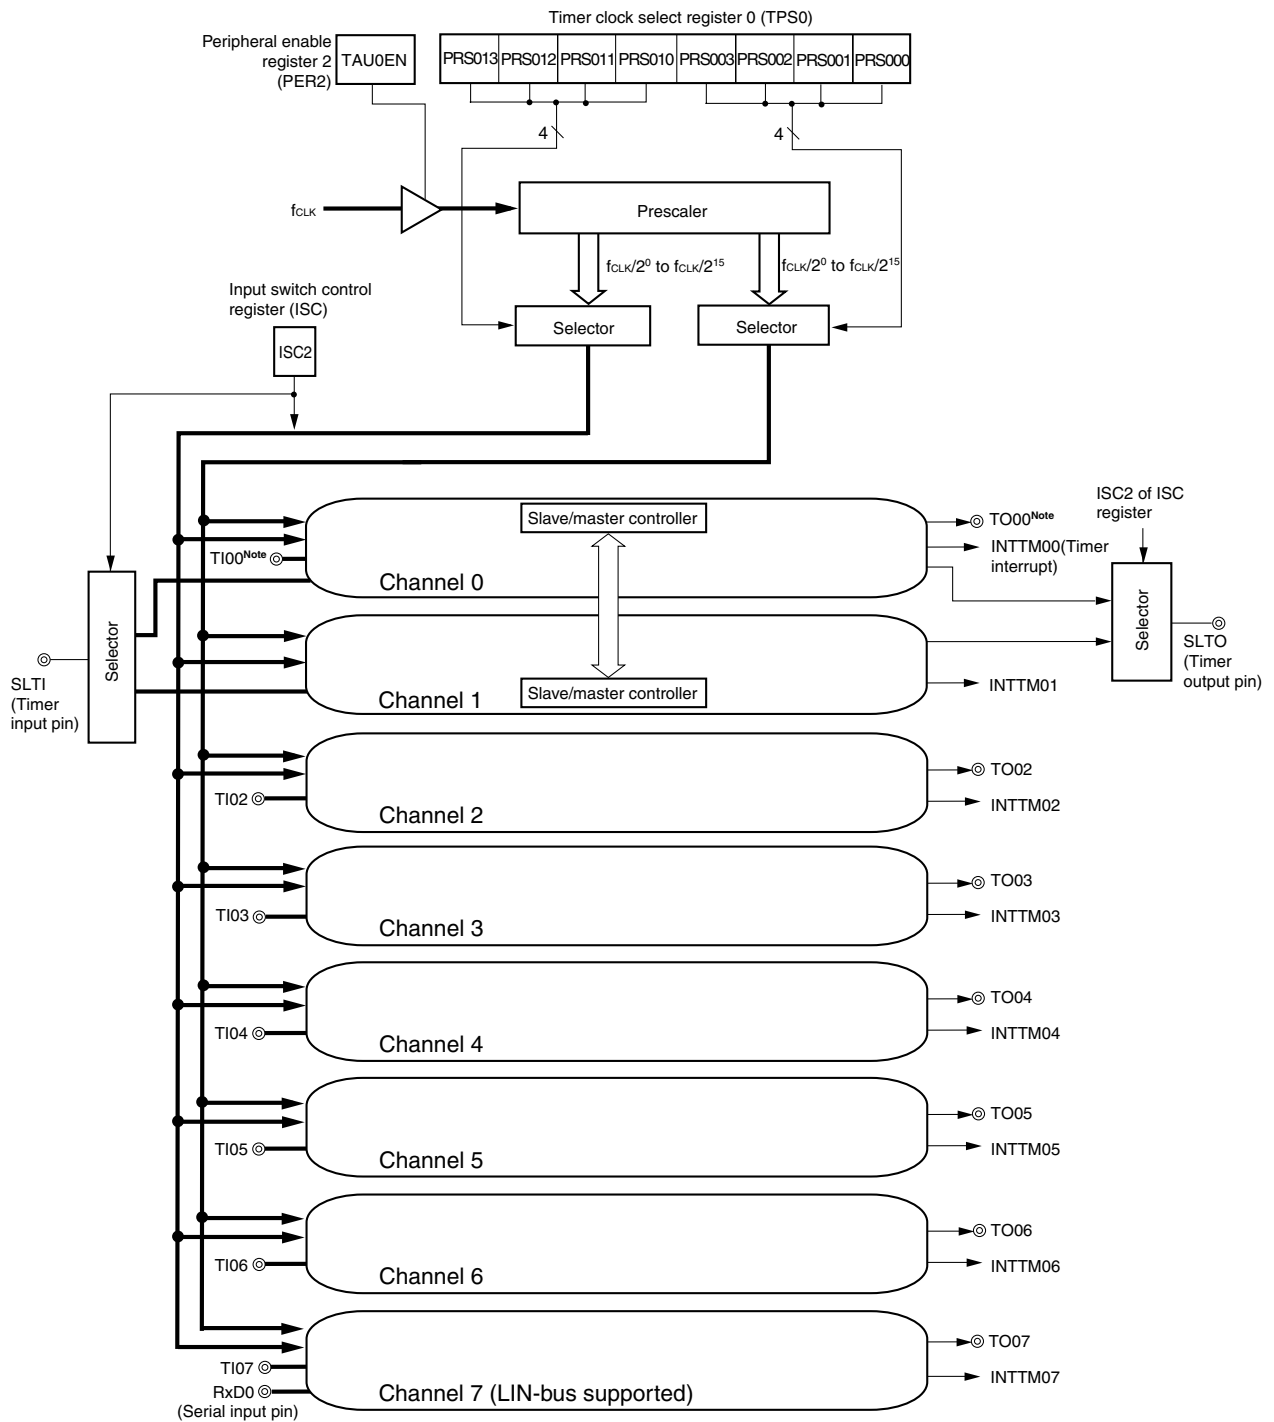 Timer clock select register 0 (TPS0)
Peripheral enable
register 2
(PER2)
TAU0EN
PRS013 PRS012 PRS011 PRS010 PRS003 PRS002 PRS001 PRS000
4
4
fCLK
Prescaler
fCLK/2⁰ to fCLK/2¹⁵
fCLK/2⁰ to fCLK/2¹⁵
Input switch control
register (ISC)
ISC2
Selector
Selector
ISC2 of ISC
register
Slave/master controller
TO00Note
TI00Note
INTTM00(Timer
interrupt)
Channel 0
Selector
SLTI
(Timer
input pin)
Selector
SLTO
(Timer
output pin)
Slave/master controller
Channel 1
INTTM01
TO02
TI02
INTTM02
Channel 2
TO03
TI03
INTTM03
Channel 3
TO04
TI04
INTTM04
Channel 4
TO05
TI05
INTTM05
Channel 5
TO06
TI06
INTTM06
Channel 6
TO07
TI07
INTTM07
RxD0
(Serial input pin)
Channel 7 (LIN-bus supported)